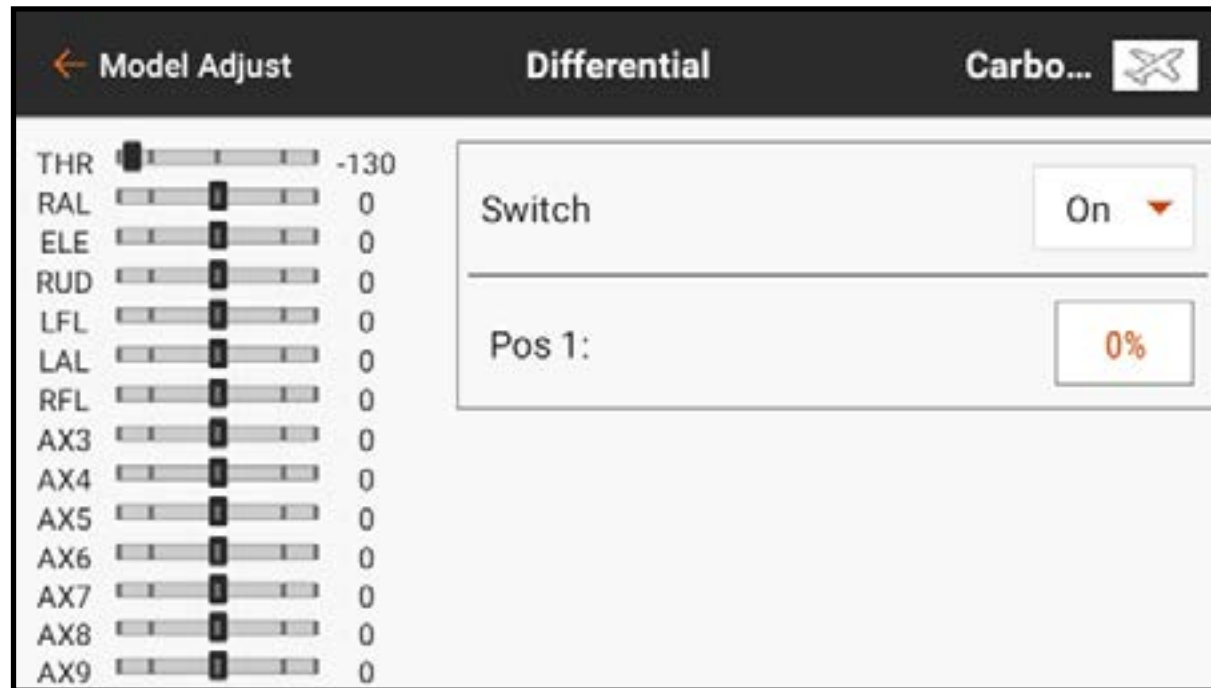 Model Adjust Differential Carbo...
THR -130
RAL 0
ELE 0
RUD 0
LFL 0
LAL 0
RFL 0
AX3 0
AX4 0
AX5 0
AX6 0
AX7 0
AX8 0
AX9 0
Switch On
Pos 1: 0%